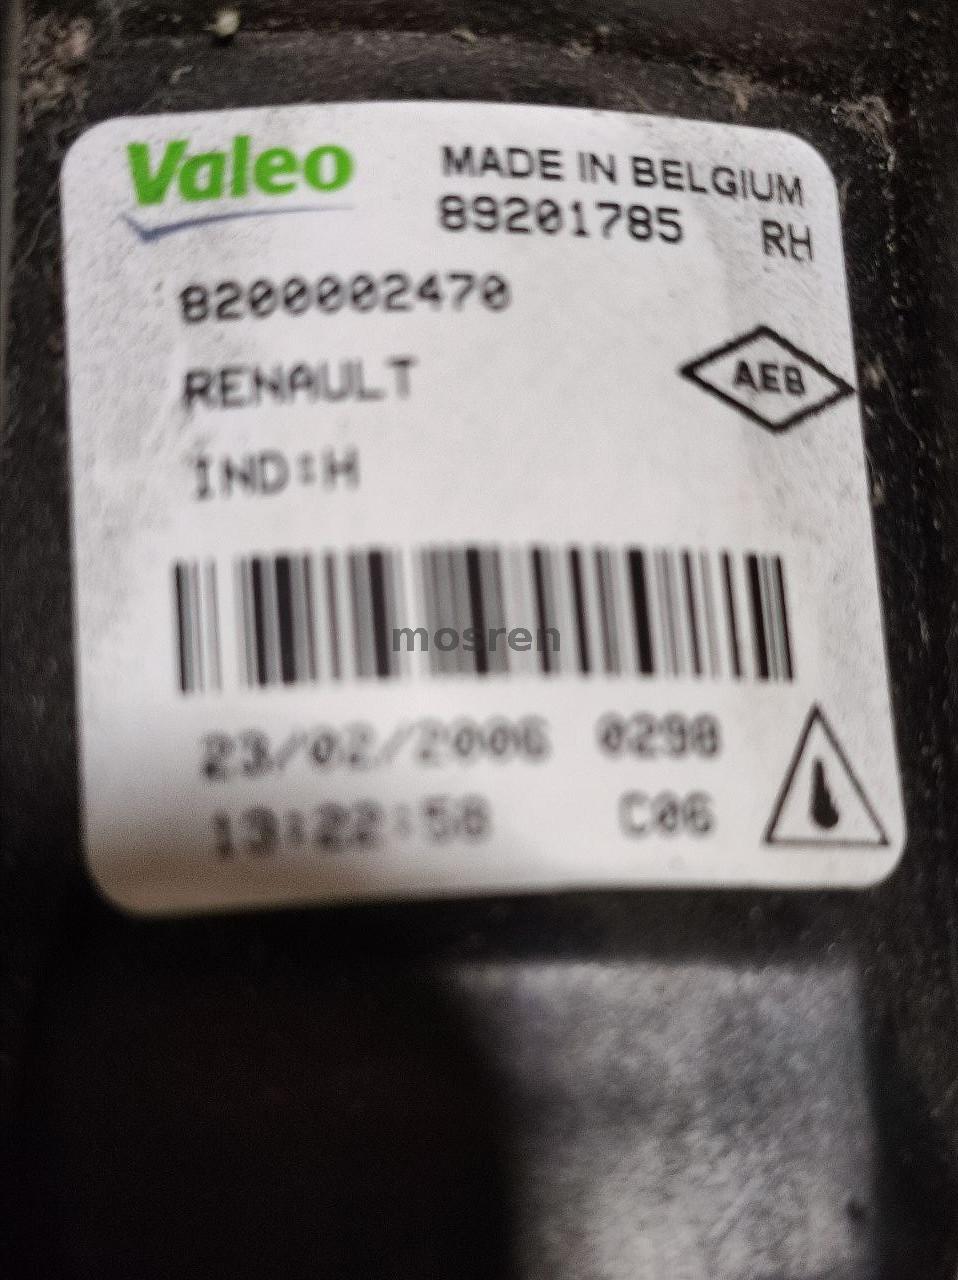 Valeo
MADE IN BELGIUM
89201785 RH
8200002470
RENAULT
AEB
IND:H
mosren
23/02/2006 0298
13:22:58 C06